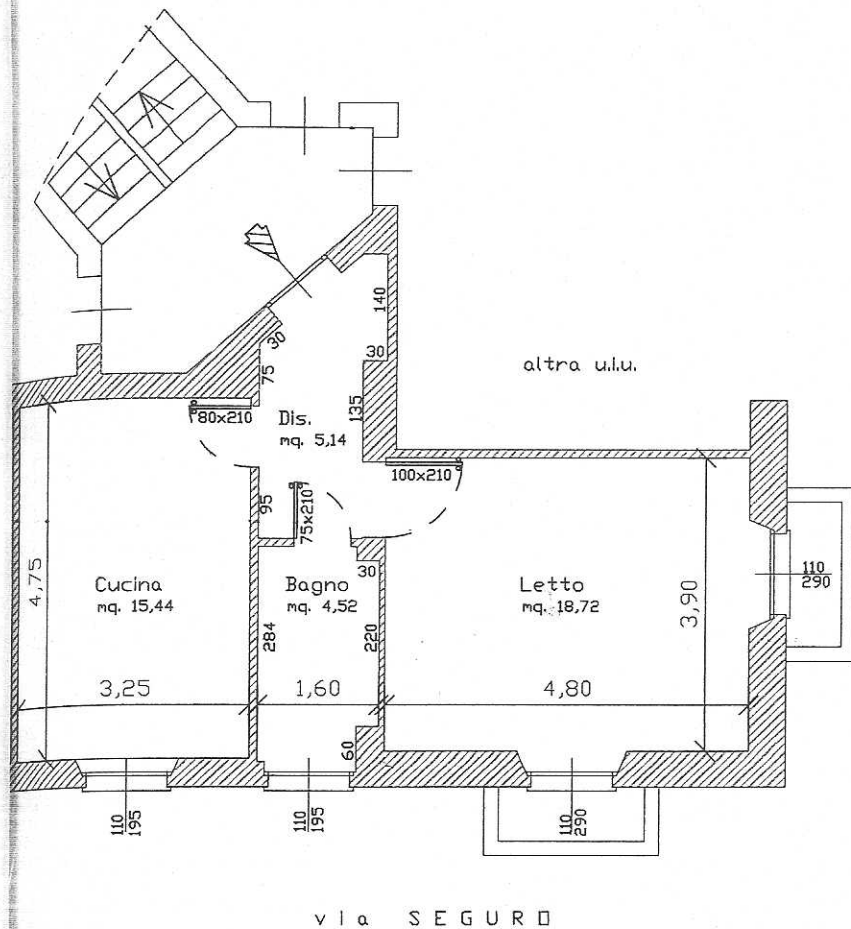 140
30
30
75
altra u.i.u.
80x210
Dis.
mq. 5,14
135
100x210
95
75x210
4,75
Cucina
mq. 15,44
Bagno
mq. 4,52
30
Letto
mq. 18,72
110
290
3,90
284
220
3,25
1,60
4,80
60
110
195
110
195
110
290
via SEGURO